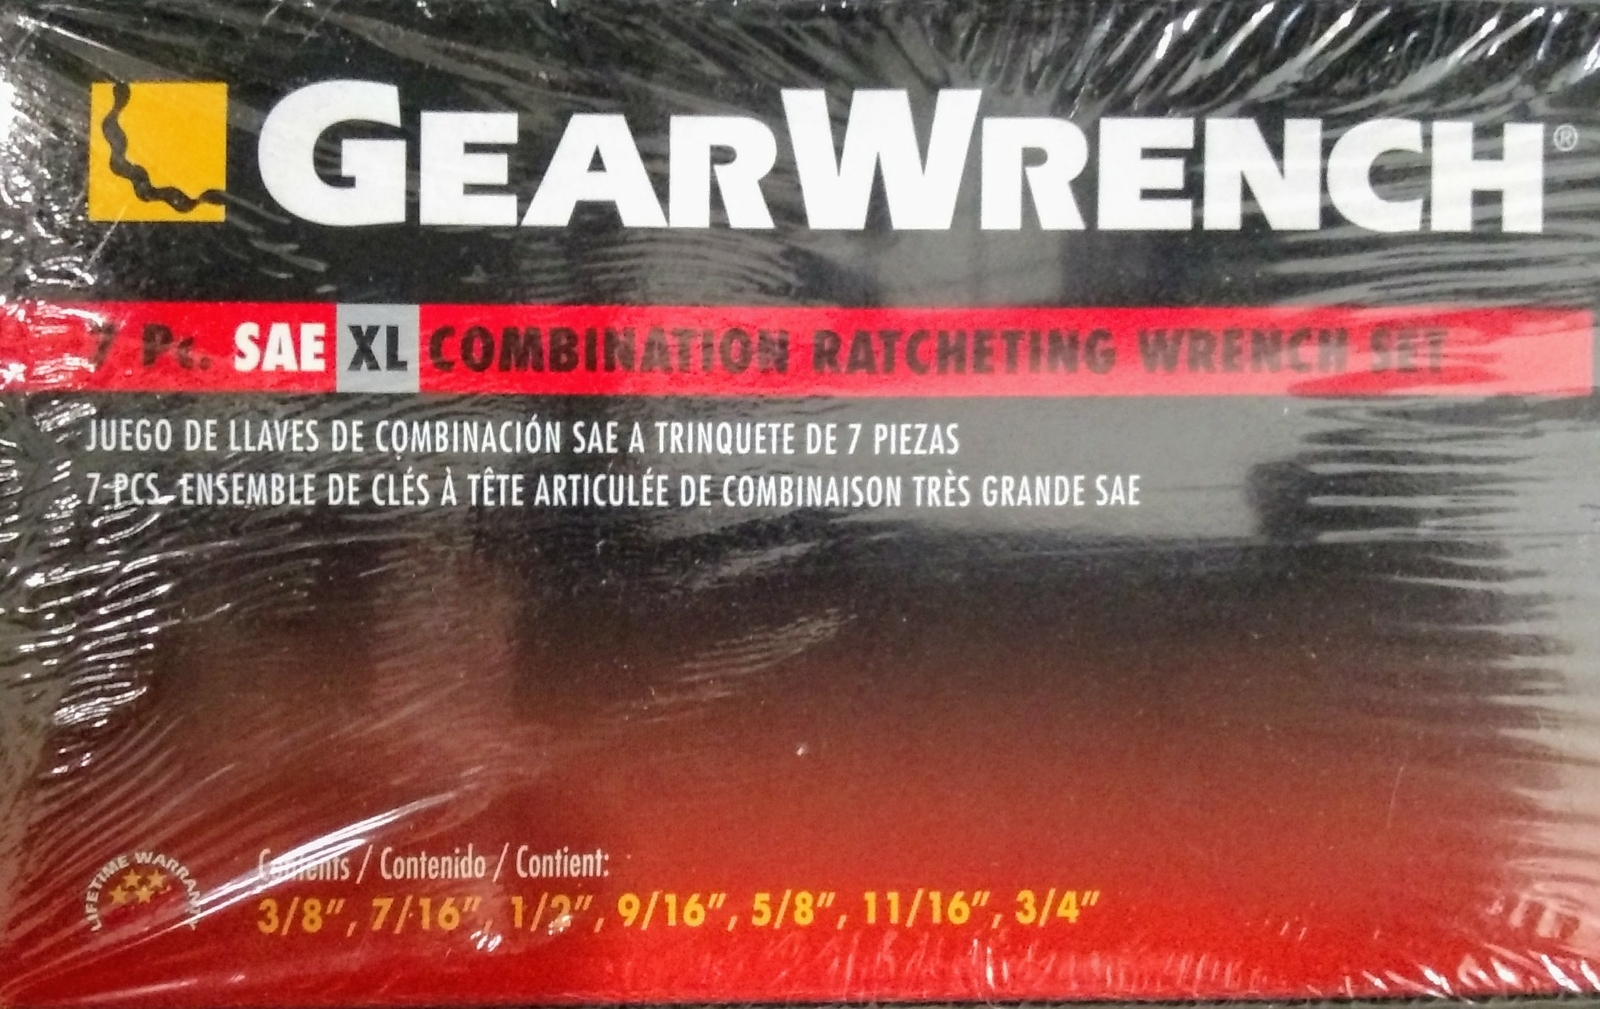 GEARWRENCH®
7 Pc. SAE XL COMBINATION RATCHETING WRENCH SET
JUEGO DE LLAVES DE COMBINACIÓN SAE A TRINQUETE DE 7 PIEZAS
7 PCS. ENSEMBLE DE CLÉS À TÊTE ARTICULÉE DE COMBINAISON TRÈS GRANDE SAE
LIFETIME WARRANTY
Contents / Contenido / Contient:
3/8", 7/16", 1/2", 9/16", 5/8", 11/16", 3/4"